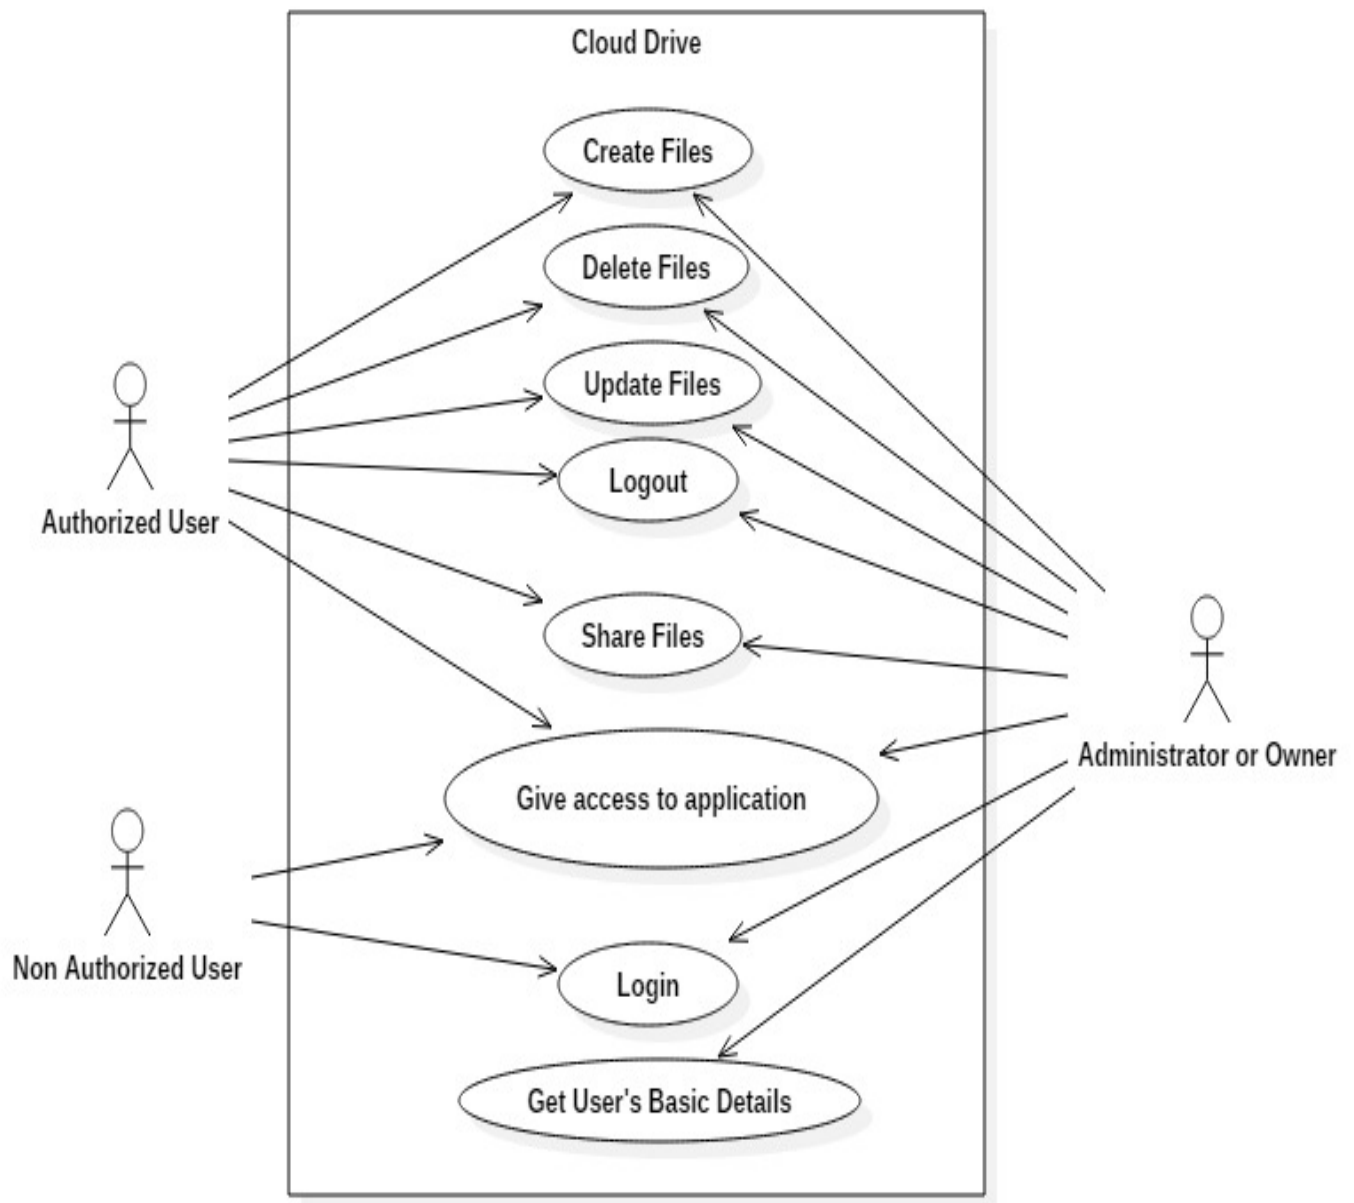 Cloud Drive
Create Files
Delete Files
Update Files
Logout
Authorized User
Share Files
Administrator or Owner
Give access to application
Non Authorized User
Login
Get User's Basic Details